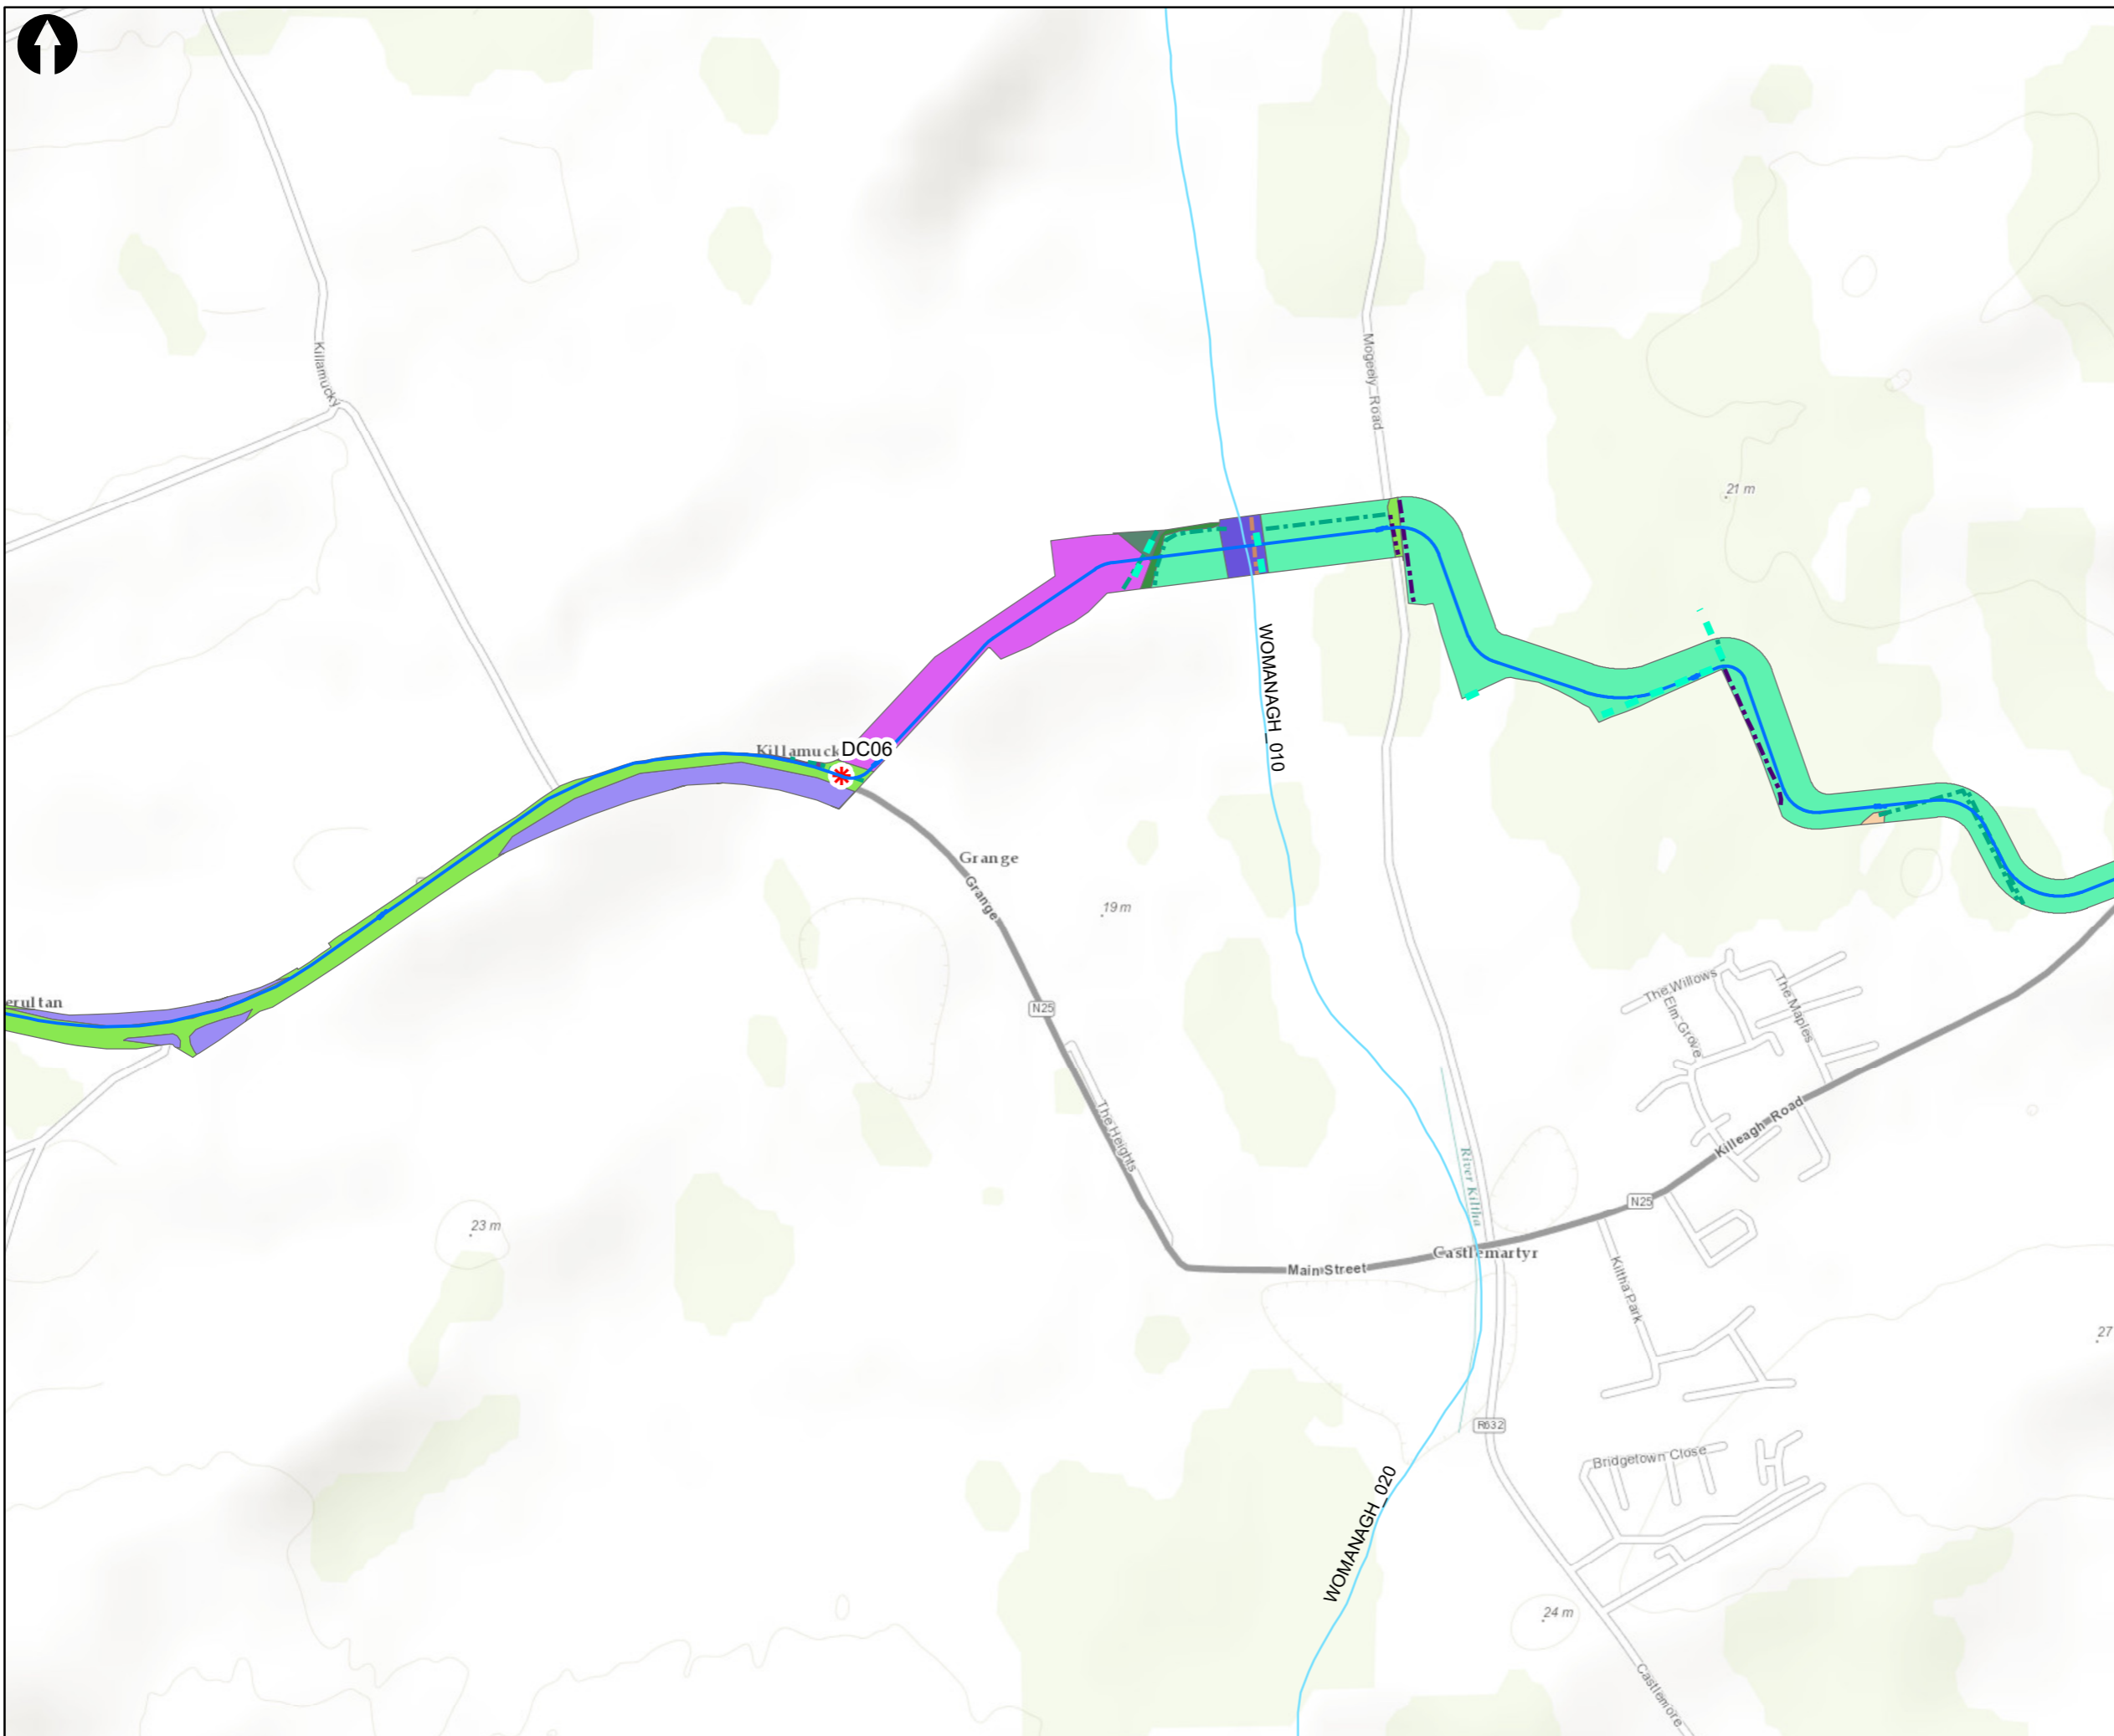 Killamucky
Mogeely Road
21 m
WOMANAGH_010
Killamuck
DC06
Grange
Grange
19 m
erultan
N25
The Willows
Elm Grove
The Maples
The Heights
Killeagh Road
River Kiltha
N25
23 m
Castlemartyr
Main Street
Kiltha Park
27
R632
Bridgetown Close
WOMANAGH_020
24 m
Castlemore